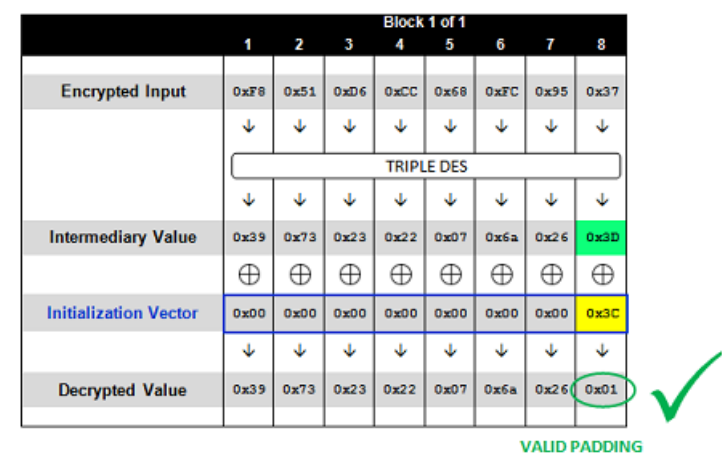 Block 1 of 1
1 2 3 4 5 6 7 8
Encrypted Input 0xF8 0x51 0xD6 0xCC 0x68 0xFC 0x95 0x37
TRIPLE DES
Intermediary Value 0x39 0x73 0x23 0x22 0x07 0x6a 0x26 0x3D
Initialization Vector 0x00 0x00 0x00 0x00 0x00 0x00 0x00 0x3C
Decrypted Value 0x39 0x73 0x23 0x22 0x07 0x6a 0x26 0x01
VALID PADDING